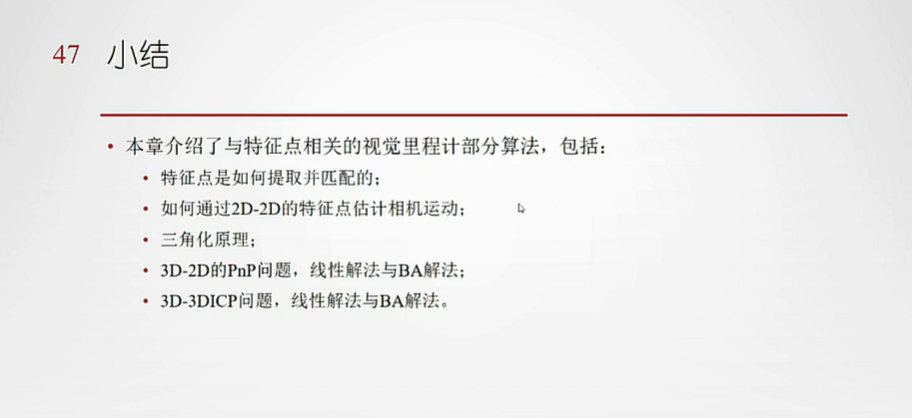 47 小结
• 本章介绍了与特征点相关的视觉里程计部分算法，包括：
• 特征点是如何提取并匹配的；
• 如何通过2D-2D的特征点估计相机运动；
• 三角化原理；
• 3D-2D的PnP问题，线性解法与BA解法；
• 3D-3DICP问题，线性解法与BA解法。